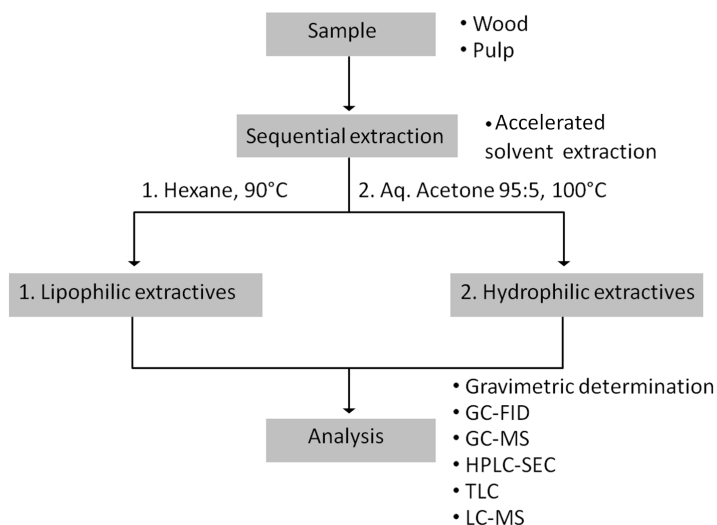 Sample
• Wood
• Pulp
Sequential extraction
• Accelerated
solvent extraction
1. Hexane, 90°C
2. Aq. Acetone 95:5, 100°C
1. Lipophilic extractives
2. Hydrophilic extractives
Analysis
• Gravimetric determination
• GC-FID
• GC-MS
• HPLC-SEC
• TLC
• LC-MS